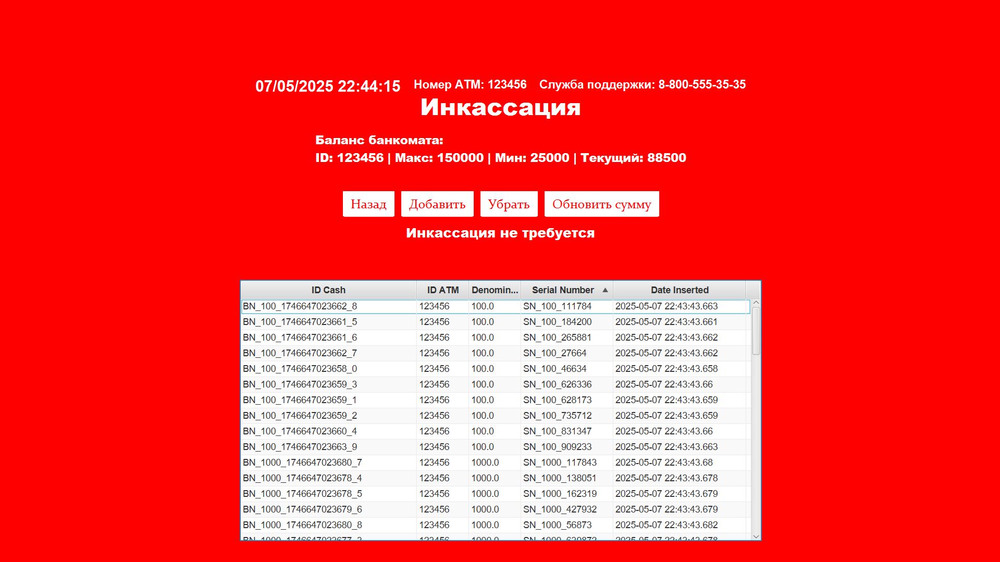 07/05/2025 22:44:15 Номер АТМ: 123456 Служба поддержки: 8-800-555-35-35
Инкассация
Баланс банкомата:
ID: 123456 | Макс: 150000 | Мин: 25000 | Текущий: 88500
Назад Добавить Убрать Обновить сумму
Инкассация не требуется
ID Cash ID ATM Denomin... Serial Number ▲ Date Inserted
BN_100_1746647023662_8 123456 100.0 SN_100_111784 2025-05-07 22:43:43.663
BN_100_1746647023661_5 123456 100.0 SN_100_184200 2025-05-07 22:43:43.661
BN_100_1746647023661_6 123456 100.0 SN_100_265881 2025-05-07 22:43:43.662
BN_100_1746647023662_7 123456 100.0 SN_100_27664 2025-05-07 22:43:43.662
BN_100_1746647023658_0 123456 100.0 SN_100_46634 2025-05-07 22:43:43.658
BN_100_1746647023659_3 123456 100.0 SN_100_626336 2025-05-07 22:43:43.66
BN_100_1746647023659_1 123456 100.0 SN_100_628173 2025-05-07 22:43:43.659
BN_100_1746647023659_2 123456 100.0 SN_100_735712 2025-05-07 22:43:43.659
BN_100_1746647023660_4 123456 100.0 SN_100_831347 2025-05-07 22:43:43.66
BN_100_1746647023663_9 123456 100.0 SN_100_909233 2025-05-07 22:43:43.663
BN_1000_1746647023680_7 123456 1000.0 SN_1000_117843 2025-05-07 22:43:43.68
BN_1000_1746647023678_4 123456 1000.0 SN_1000_138051 2025-05-07 22:43:43.678
BN_1000_1746647023678_5 123456 1000.0 SN_1000_162319 2025-05-07 22:43:43.679
BN_1000_1746647023679_6 123456 1000.0 SN_1000_427932 2025-05-07 22:43:43.679
BN_1000_1746647023680_8 123456 1000.0 SN_1000_56873 2025-05-07 22:43:43.682
123456 1000.0 2025-05-07 22:43:43.678